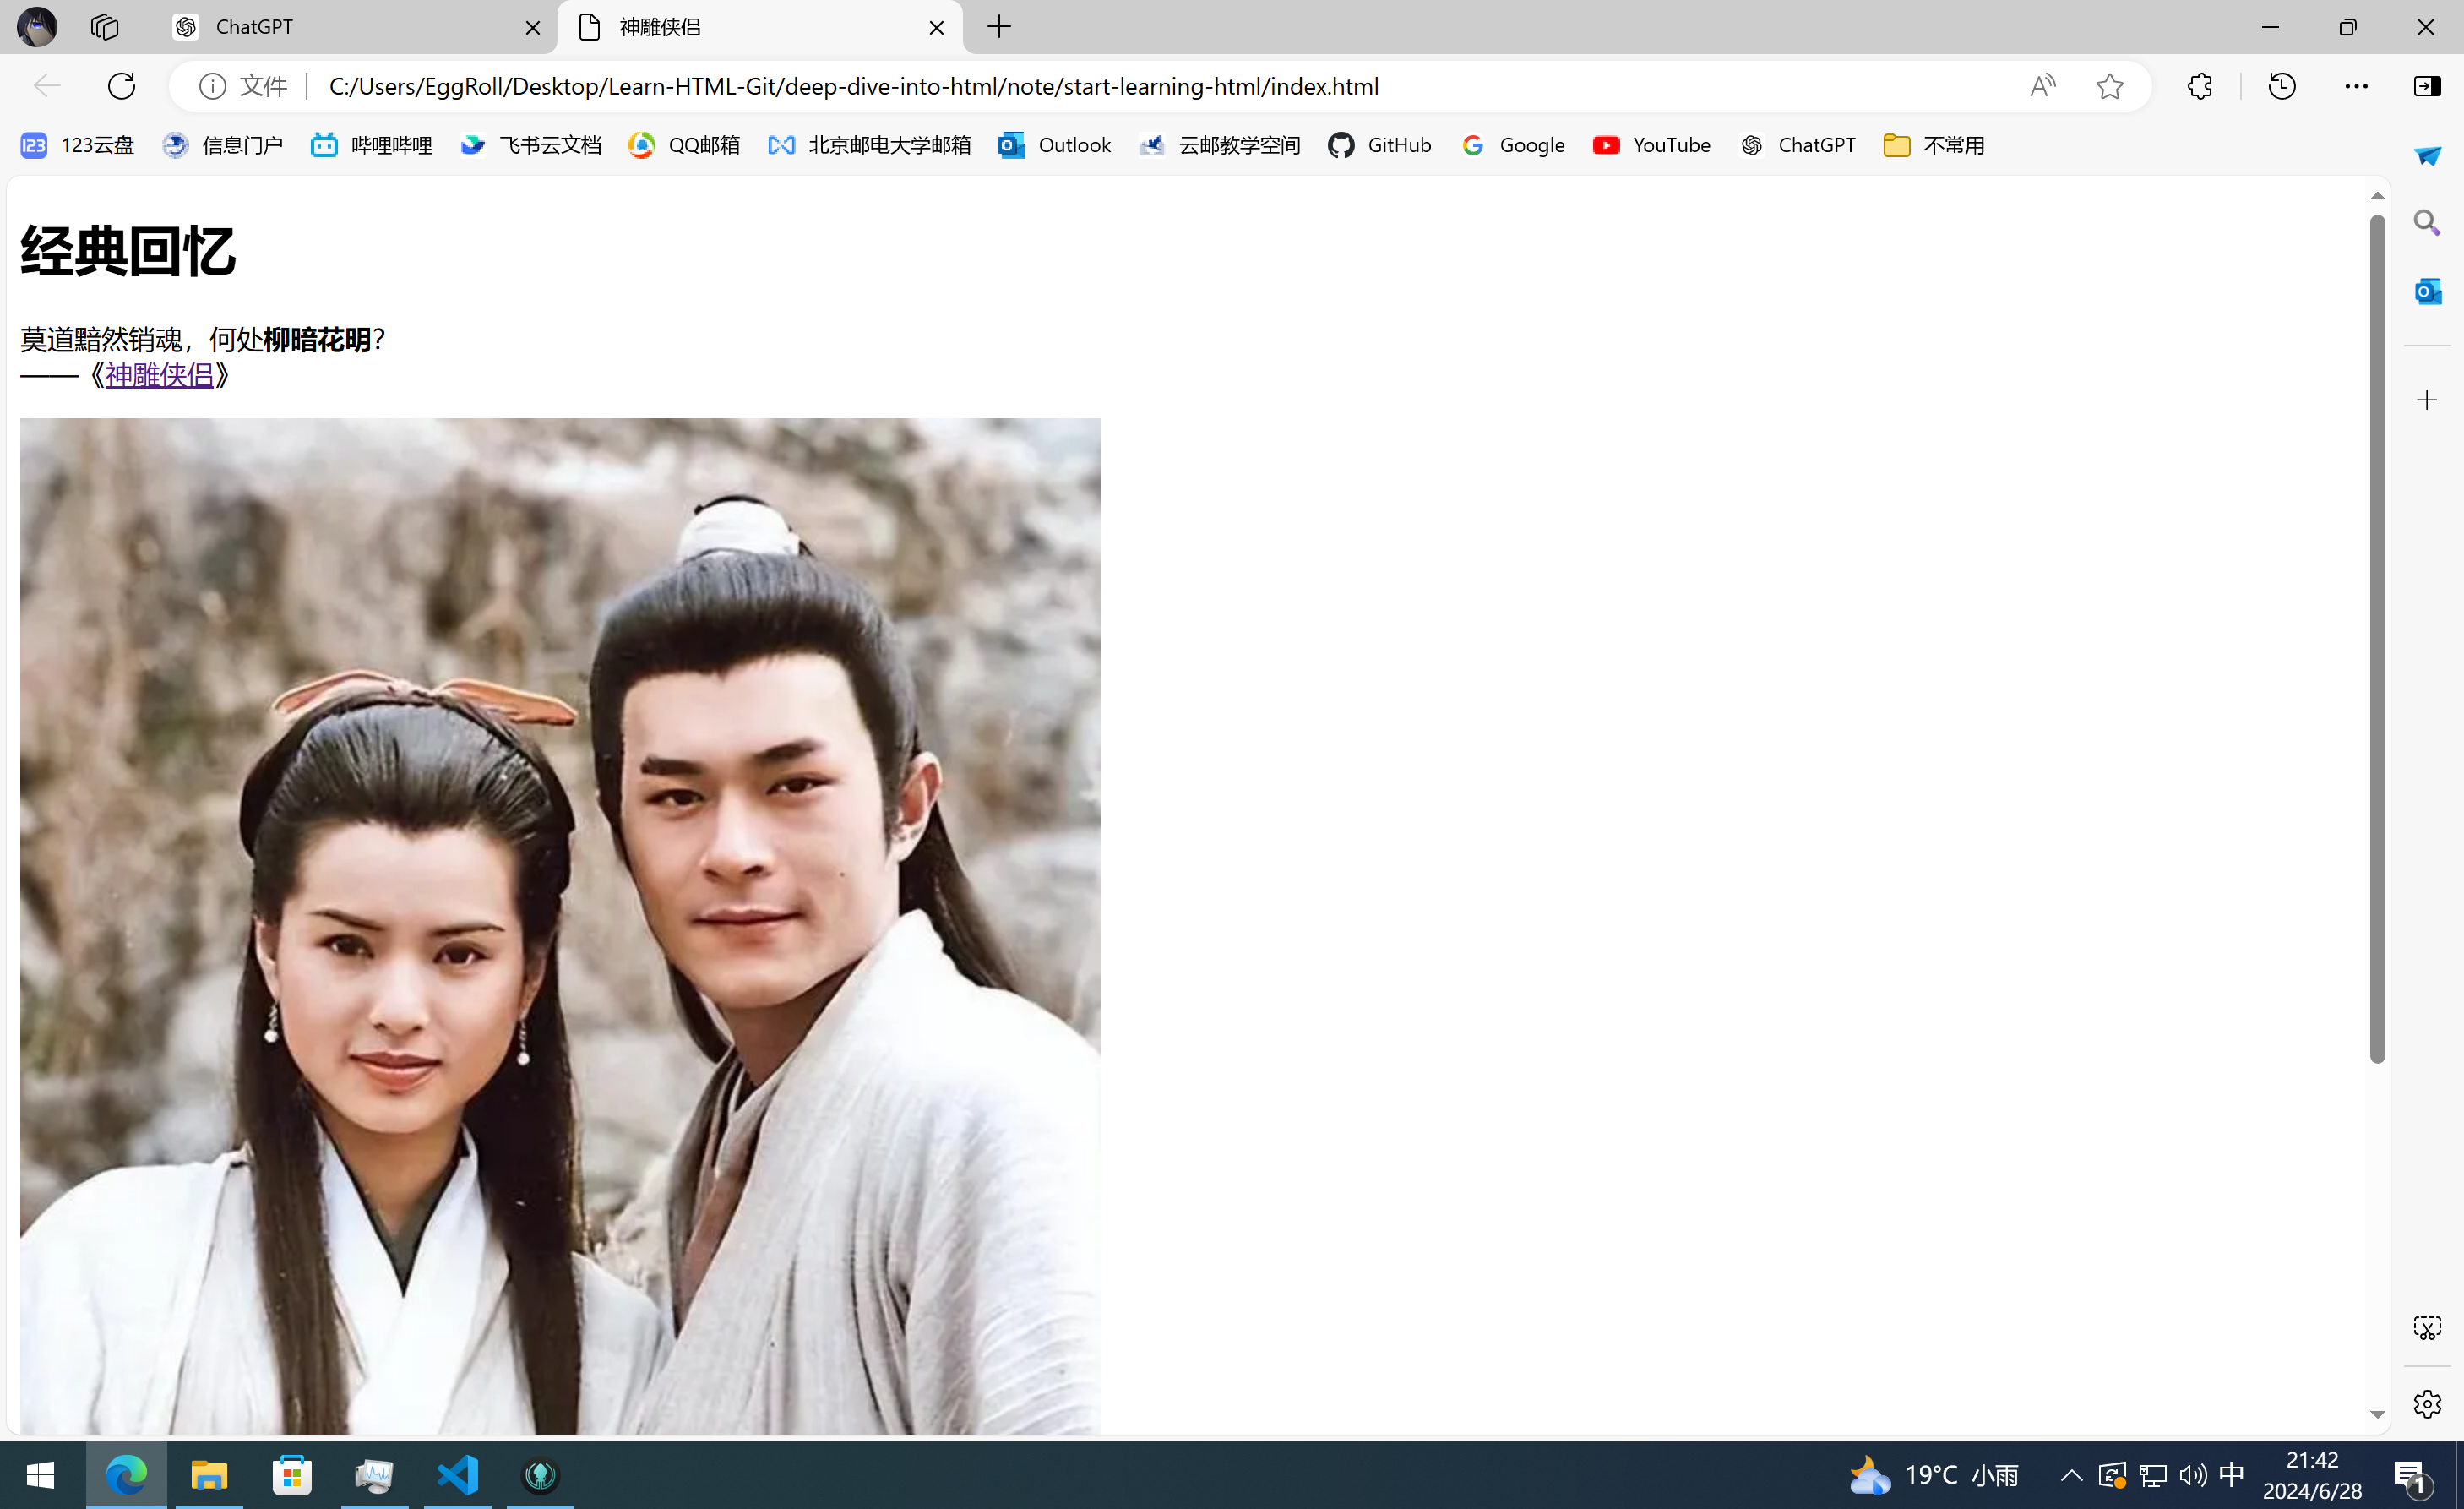 ChatGPT
神雕侠侣
文件
C:/Users/EggRoll/Desktop/Learn-HTML-Git/deep-dive-into-html/note/start-learning-html/index.html
123云盘
信息门户
哔哩哔哩
飞书云文档
QQ邮箱
北京邮电大学邮箱
Outlook
云邮教学空间
GitHub
Google
YouTube
ChatGPT
不常用
经典回忆
莫道黯然销魂，何处柳暗花明？
——《神雕侠侣》
19°C 小雨
中
21:42
2024/6/28
1